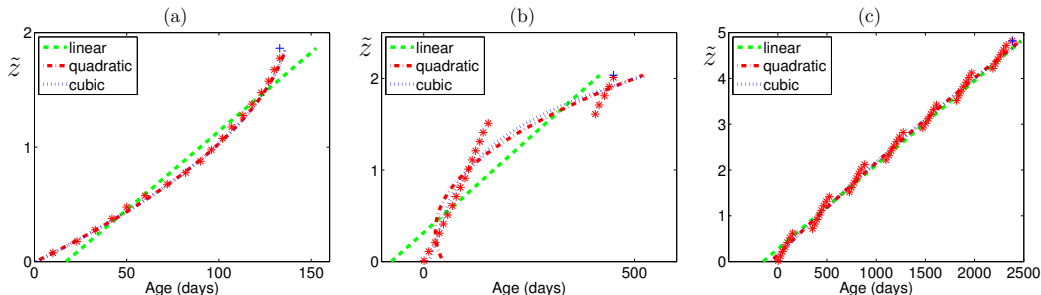 (a)
2
1
0
z̃
linear
quadratic
cubic
0 50 100 150
Age (days)
(b)
3
2
1
0
z̃
linear
quadratic
cubic
0 500
Age (days)
(c)
5
4
3
2
1
0
z̃
linear
quadratic
cubic
0 500 1000 1500 2000 2500
Age (days)